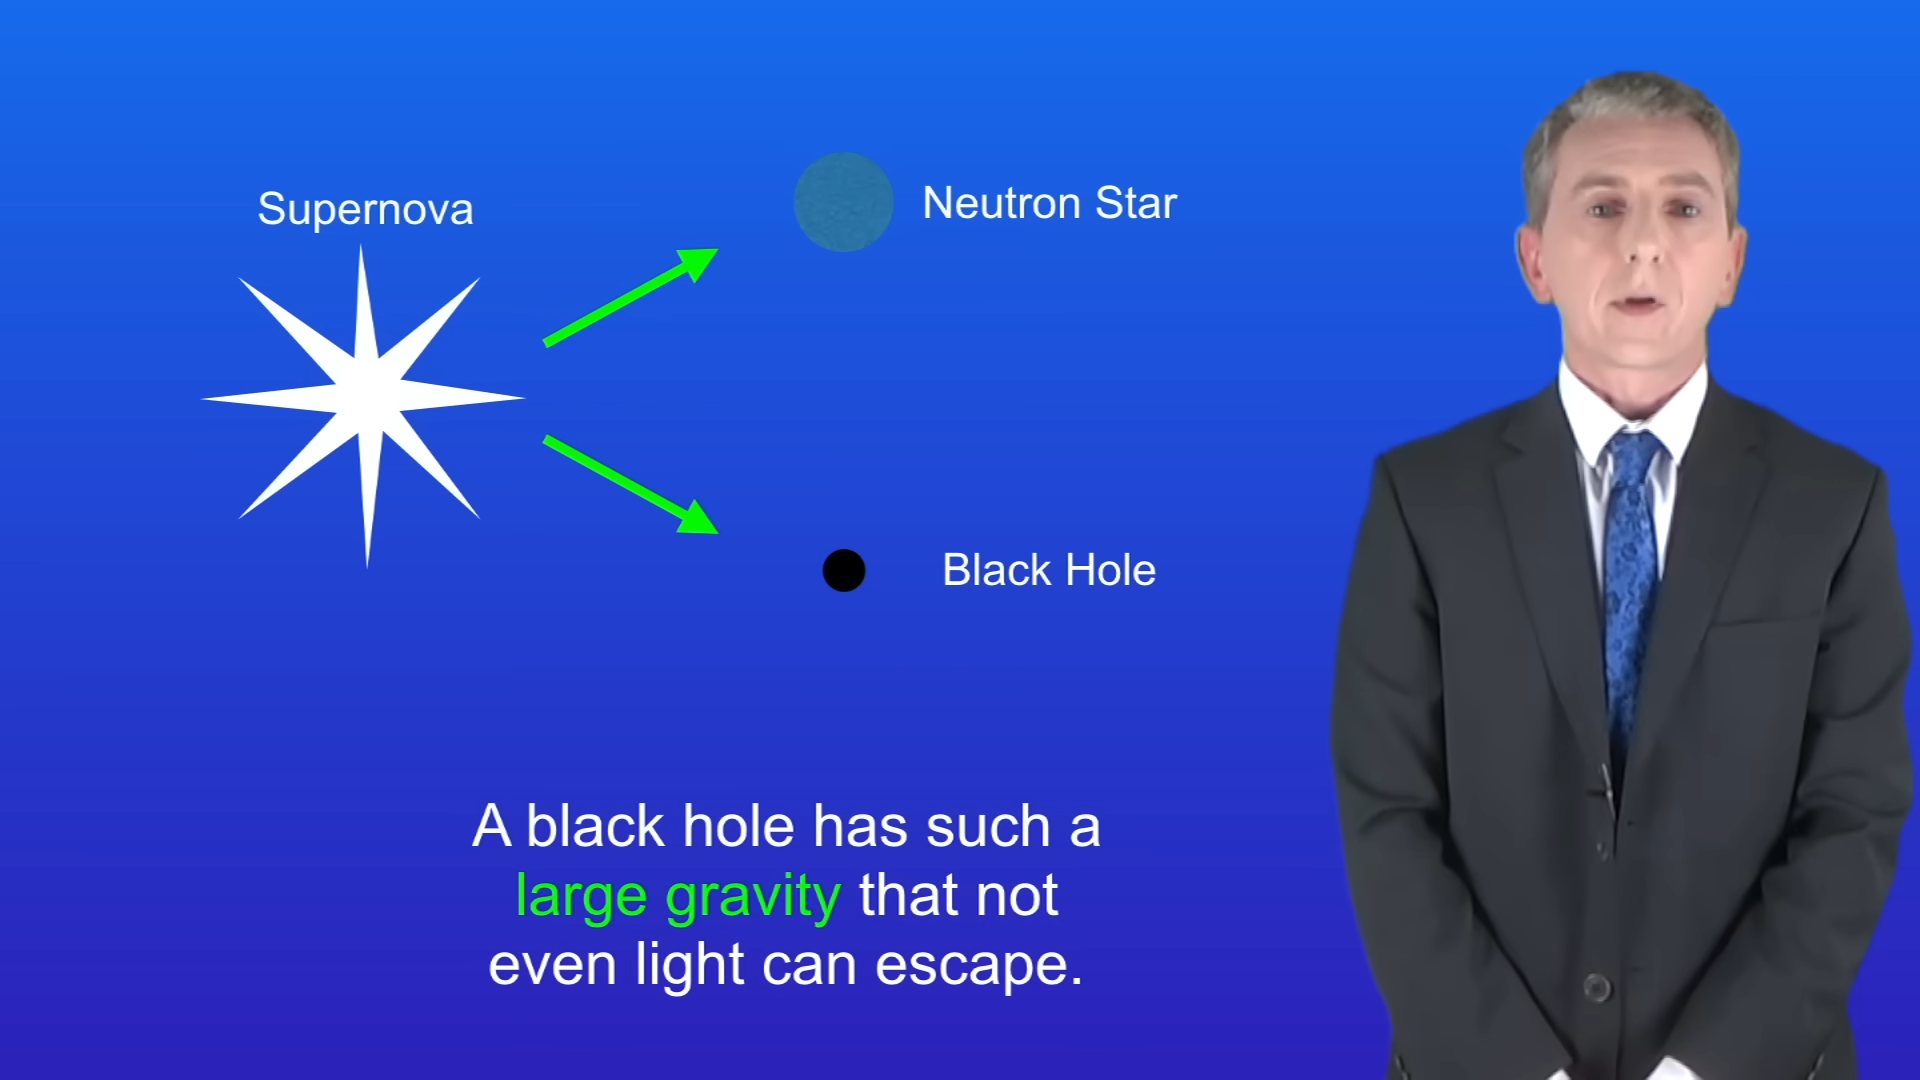 Supernova
Neutron Star
Black Hole
A black hole has such a
large gravity that not
even light can escape.